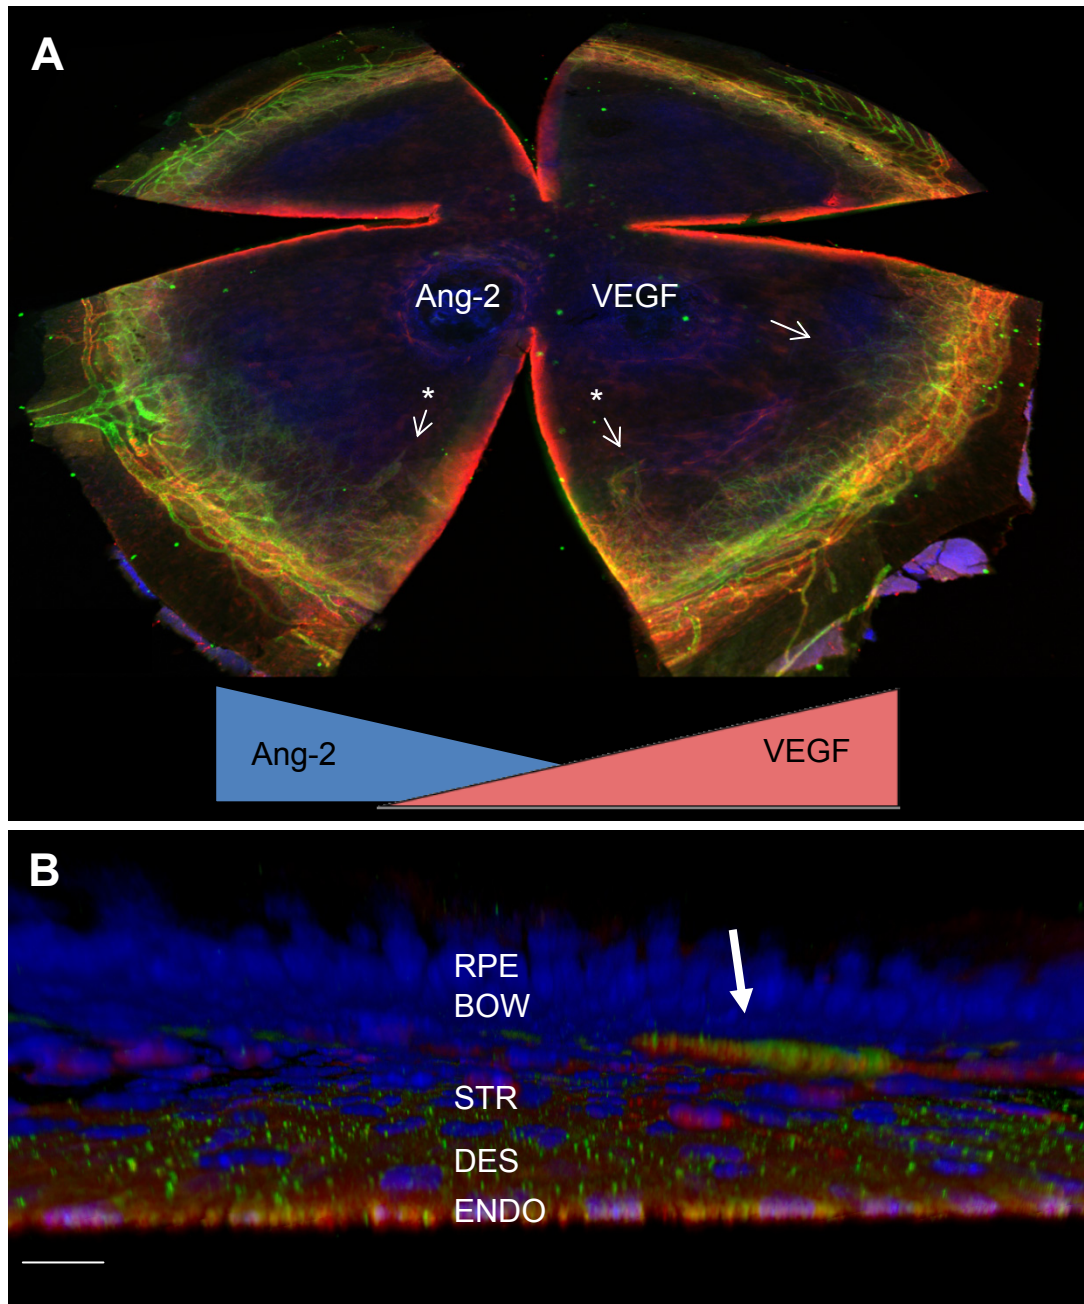 A
Ang-2 VEGF
* *
Ang-2 VEGF
B
RPE
BOW
STR
DES
ENDO